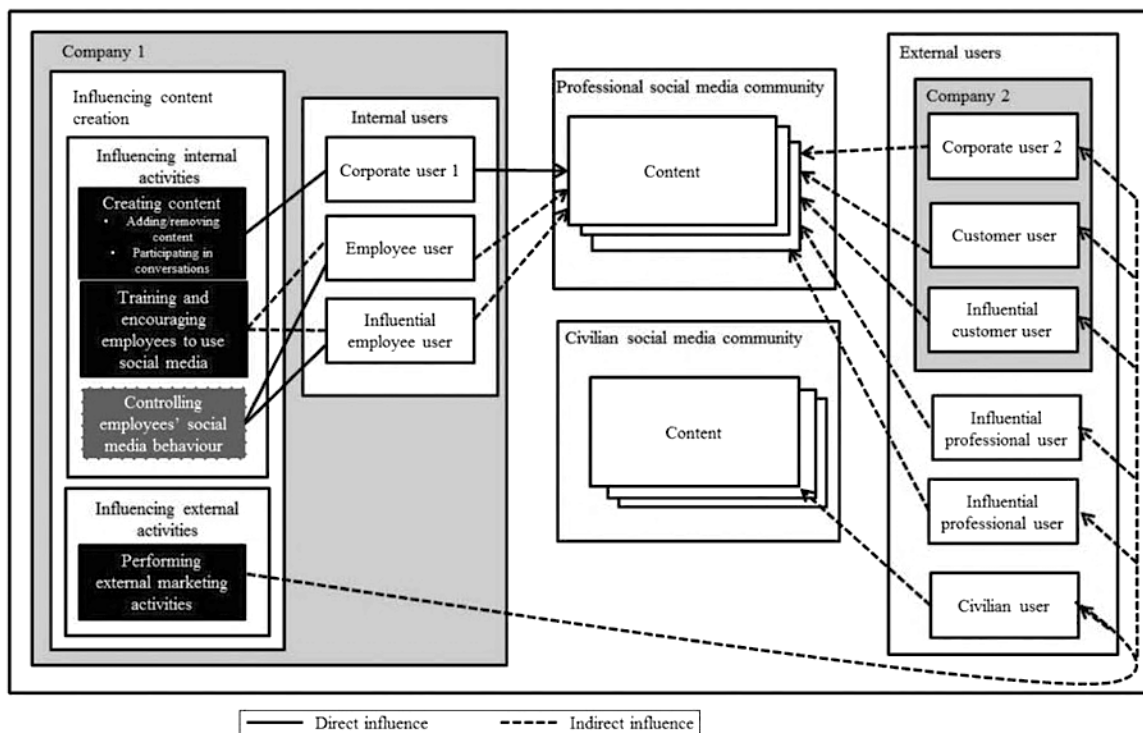 Company 1
Influencing content
creation
Influencing internal
activities
Creating content
• Adding/removing
content
• Participating in
conversations
Training and
encouraging
employees to use
social media
Controlling
employees’ social
media behaviour
Influencing external
activities
Performing
external marketing
activities
Internal users
Corporate user 1
Employee user
Influential
employee user
Professional social media community
Content
Civilian social media community
Content
External users
Company 2
Corporate user 2
Customer user
Influential
customer user
Influential
professional user
Influential
professional user
Civilian user
Direct influence
Indirect influence